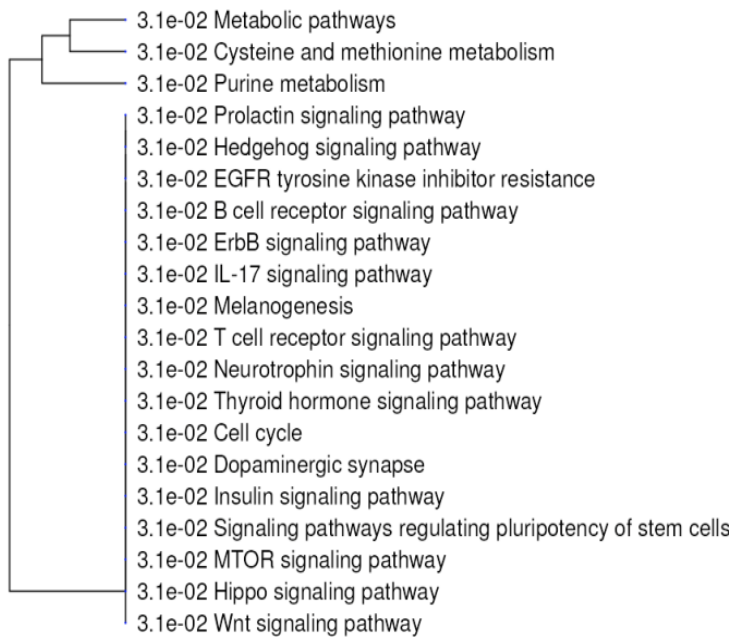 3.1e-02 Metabolic pathways
3.1e-02 Cysteine and methionine metabolism
3.1e-02 Purine metabolism
3.1e-02 Prolactin signaling pathway
3.1e-02 Hedgehog signaling pathway
3.1e-02 EGFR tyrosine kinase inhibitor resistance
3.1e-02 B cell receptor signaling pathway
3.1e-02 ErbB signaling pathway
3.1e-02 IL-17 signaling pathway
3.1e-02 Melanogenesis
3.1e-02 T cell receptor signaling pathway
3.1e-02 Neurotrophin signaling pathway
3.1e-02 Thyroid hormone signaling pathway
3.1e-02 Cell cycle
3.1e-02 Dopaminergic synapse
3.1e-02 Insulin signaling pathway
3.1e-02 Signaling pathways regulating pluripotency of stem cells
3.1e-02 MTOR signaling pathway
3.1e-02 Hippo signaling pathway
3.1e-02 Wnt signaling pathway